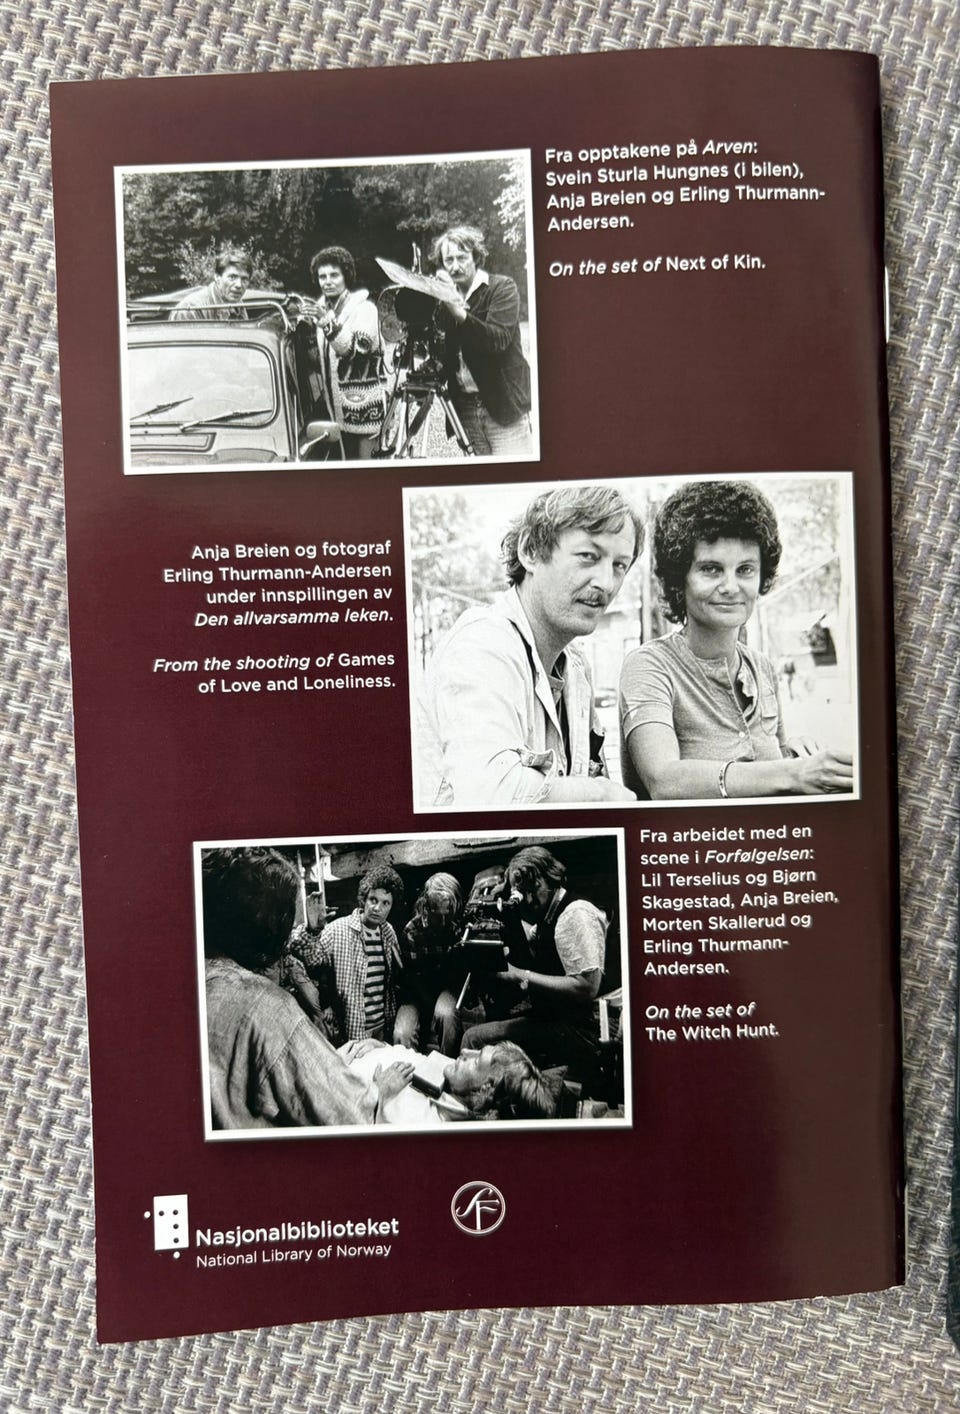 Fra opptakene på Arven:
Svein Sturla Hungnes (i bilen),
Anja Breien og Erling Thurmann-
Andersen.
On the set of Next of Kin.
Anja Breien og fotograf
Erling Thurmann-Andersen
under innspillingen av
Den allvarsamma leken.
From the shooting of Games
of Love and Loneliness.
Fra arbeidet med en
scene i Forfølgelsen:
Lil Terselius og Bjørn
Skagestad, Anja Breien,
Morten Skallerud og
Erling Thurmann-
Andersen.
On the set of
The Witch Hunt.
Nasjonalbiblioteket
National Library of Norway
SF